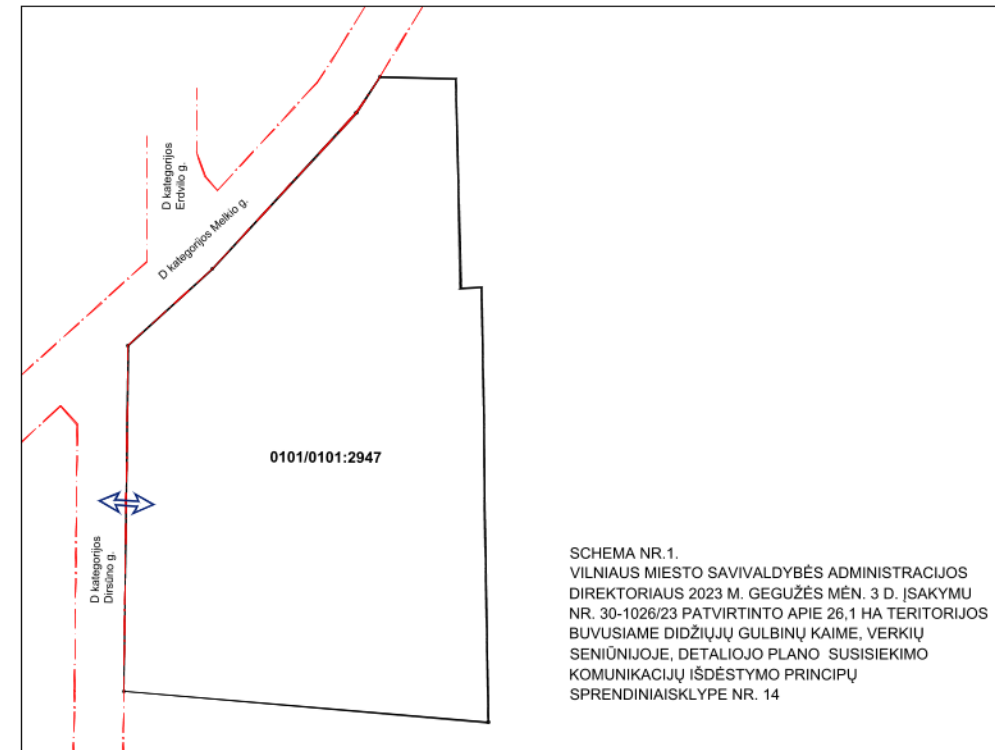 D kategorijos
Erdvilo g.
D kategorijos Melkio g.
0101/0101:2947
D kategorijos
Dirsūno g.
SCHEMA NR.1.
VILNIAUS MIESTO SAVIVALDYBĖS ADMINISTRACIJOS
DIREKTORIAUS 2023 M. GEGUŽĖS MĖN. 3 D. ĮSAKYMU
NR. 30-1026/23 PATVIRTINTO APIE 26,1 HA TERITORIJOS
BUVUSIAME DIDŽIŲJŲ GULBINŲ KAIME, VERKIŲ
SENIŪNIJOJE, DETALIOJO PLANO SUSISIEKIMO
KOMUNIKACIJŲ IŠDĖSTYMO PRINCIPŲ
SPRENDINIAISKLYPE NR. 14